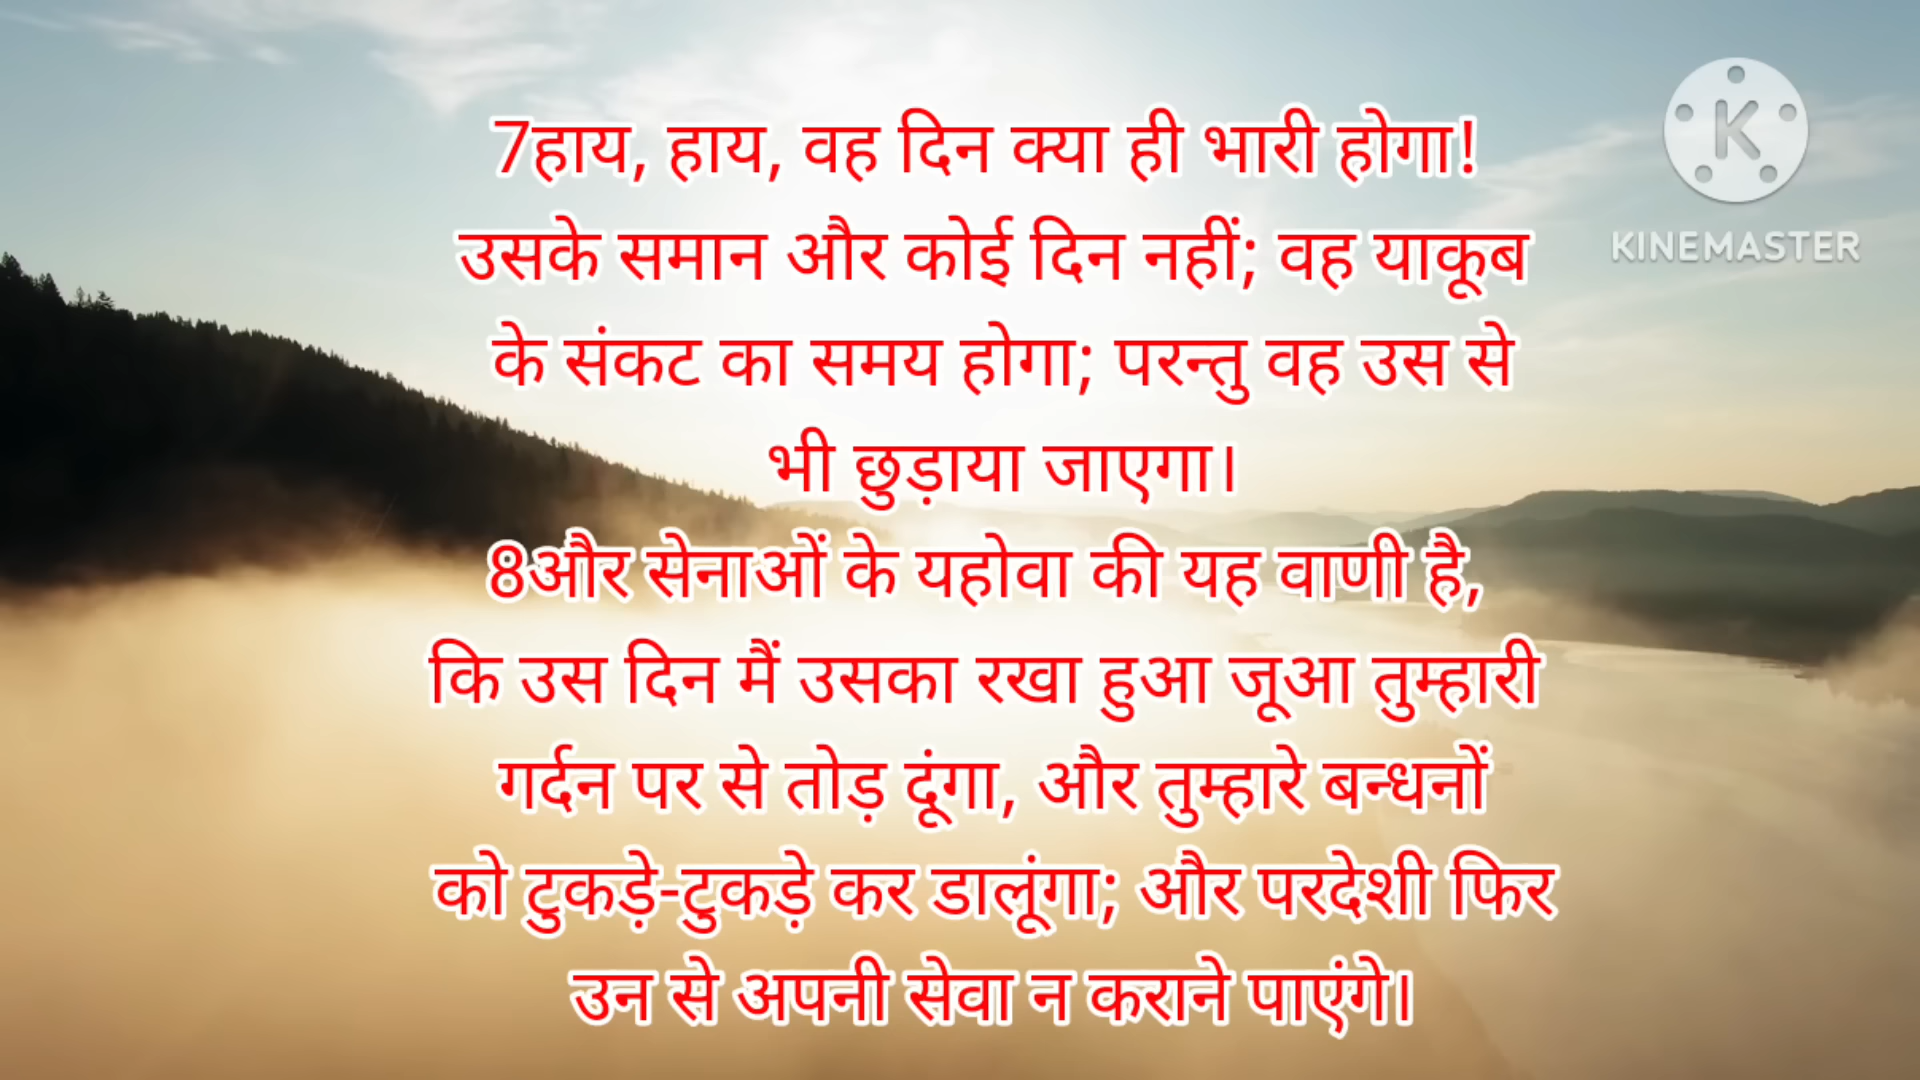 7हाय, हाय, वह दिन क्या ही भारी होगा!
उसके समान और कोई दिन नहीं; वह याकूब
के संकट का समय होगा; परन्तु वह उस से
भी छुड़ाया जाएगा।
8और सेनाओं के यहोवा की यह वाणी है,
कि उस दिन मैं उसका रखा हुआ जूआ तुम्हारी
गर्दन पर से तोड़ दूंगा, और तुम्हारे बन्धनों
को टुकड़े-टुकड़े कर डालूंगा; और परदेशी फिर
उन से अपनी सेवा न कराने पाएंगे।
K
KINEMASTER